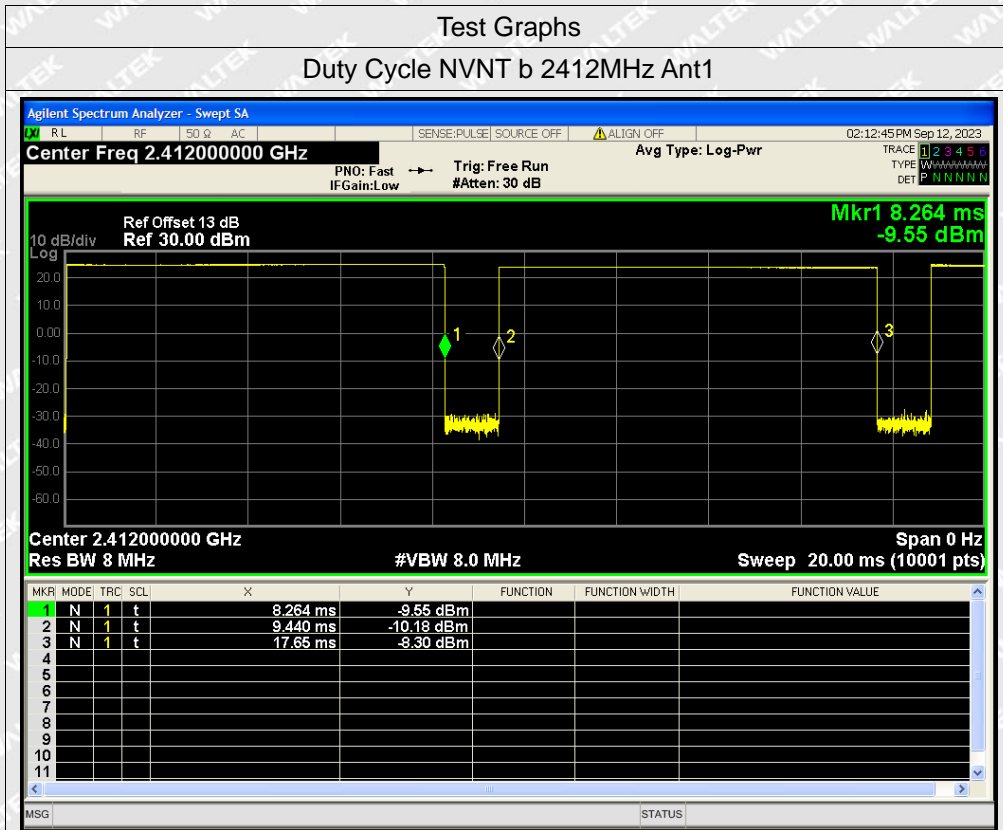 Test Graphs
Duty Cycle NVNT b 2412MHz Ant1
Agilent Spectrum Analyzer - Swept SA
LXI RL RF 50 Ω AC SENSE:PULSE SOURCE OFF ALIGN OFF 02:12:45 PM Sep 12, 2023
Center Freq 2.412000000 GHz Avg Type: Log-Pwr TRACE 1 2 3 4 5 6
PNO: Fast Trig: Free Run TYPE WWWWWW
IFGain:Low #Atten: 30 dB DET P N N N N N
Mkr1 8.264 ms
-9.55 dBm
Ref Offset 13 dB
10 dB/div Ref 30.00 dBm
Log
20.0
10.0
0.00
-10.0
-20.0
-30.0
-40.0
-50.0
-60.0
1
2
3
Center 2.412000000 GHz Span 0 Hz
Res BW 8 MHz #VBW 8.0 MHz Sweep 20.00 ms (10001 pts)
MKR MODE TRC SCL X Y FUNCTION FUNCTION WIDTH FUNCTION VALUE
1 N 1 t 8.264 ms -9.55 dBm
2 N 1 t 9.440 ms -10.18 dBm
3 N 1 t 17.65 ms -8.30 dBm
4
5
6
7
8
9
10
11
MSG STATUS
WALTEK